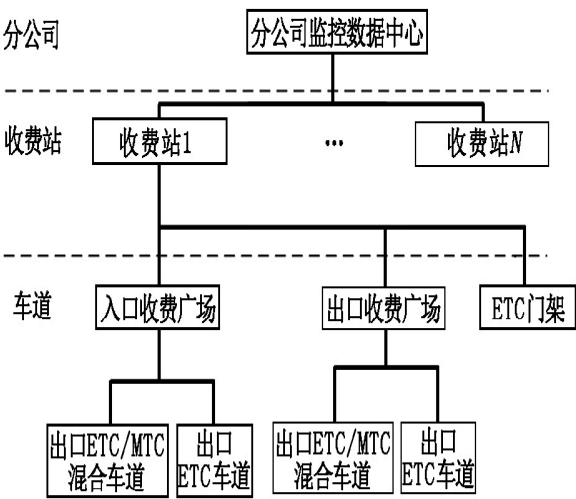 分公司
分公司监控数据中心
收费站
收费站1
…
收费站N
车道
入口收费广场
出口收费广场
ETC门架
出口ETC/MTC
混合车道
出口
ETC车道
出口ETC/MTC
混合车道
出口
ETC车道